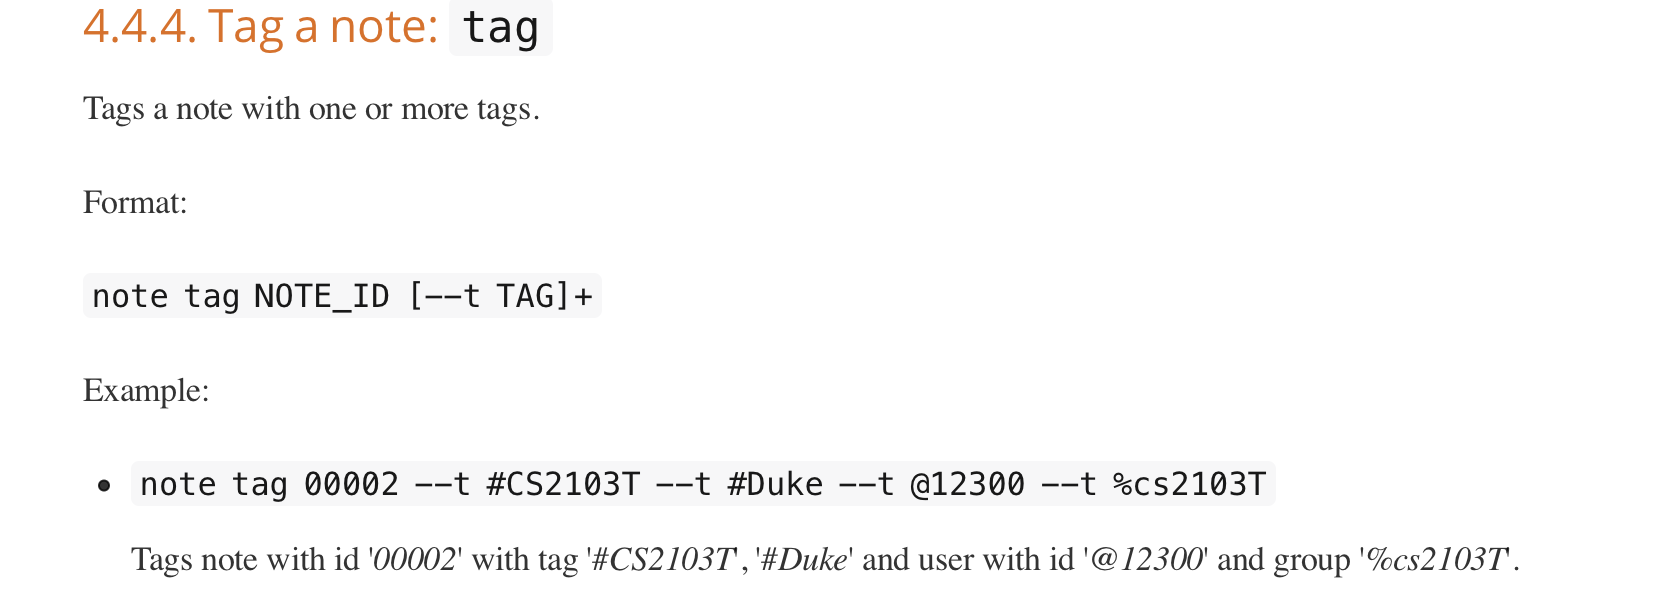 4.4.4. Tag a note: tag
Tags a note with one or more tags.
Format:
note tag NOTE_ID [--t TAG]+
Example:
• note tag 00002 --t #CS2103T --t #Duke --t @12300 --t %cs2103T
Tags note with id '00002' with tag '#CS2103T', '#Duke' and user with id '@12300' and group '%cs2103T'.